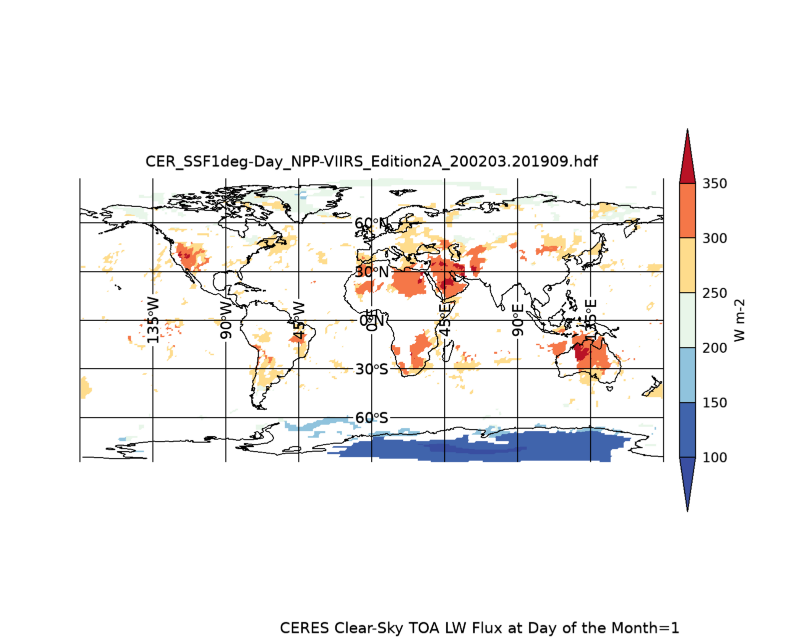 CER_SSF1deg-Day_NPP-VIIRS_Edition2A_200203.201909.hdf
350
300
250
200
150
100
W m-2
60°N
30°N
0°N
30°S
60°S
135°W
90°W
45°W
0°E
45°E
90°E
135°E
CERES Clear-Sky TOA LW Flux at Day of the Month=1